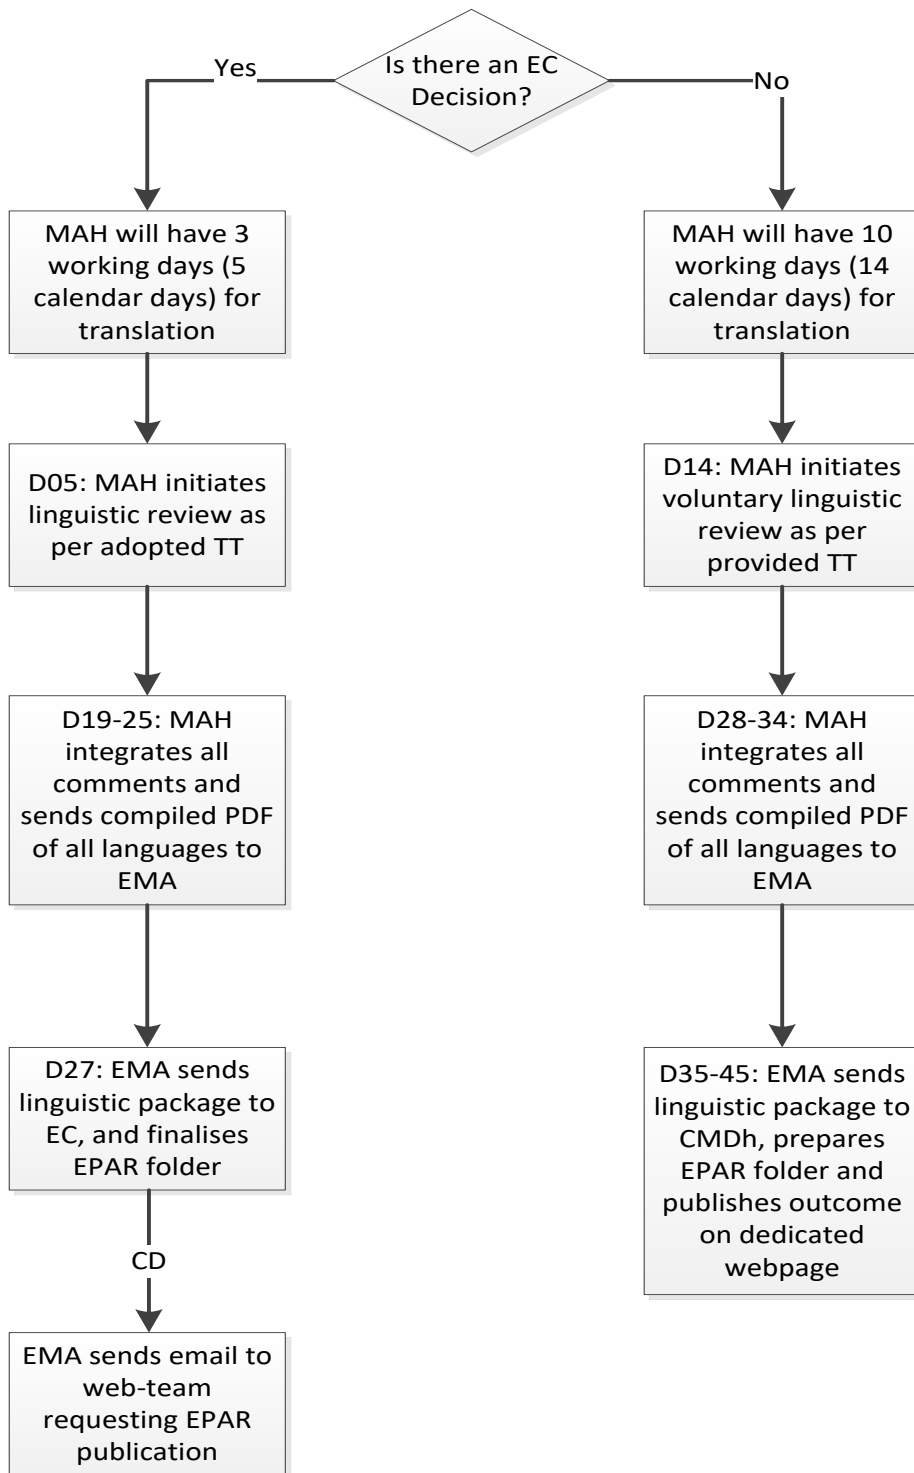 Is there an EC
Decision?
Yes
No
MAH will have 3
working days (5
calendar days) for
translation
MAH will have 10
working days (14
calendar days) for
translation
D05: MAH initiates
linguistic review as
per adopted TT
D14: MAH initiates
voluntary linguistic
review as per
provided TT
D19-25: MAH
integrates all
comments and
sends compiled PDF
of all languages to
EMA
D28-34: MAH
integrates all
comments and
sends compiled PDF
of all languages to
EMA
D27: EMA sends
linguistic package to
EC, and finalises
EPAR folder
D35-45: EMA sends
linguistic package to
CMDh, prepares
EPAR folder and
publishes outcome
on dedicated
webpage
CD
EMA sends email to
web-team
requesting EPAR
publication